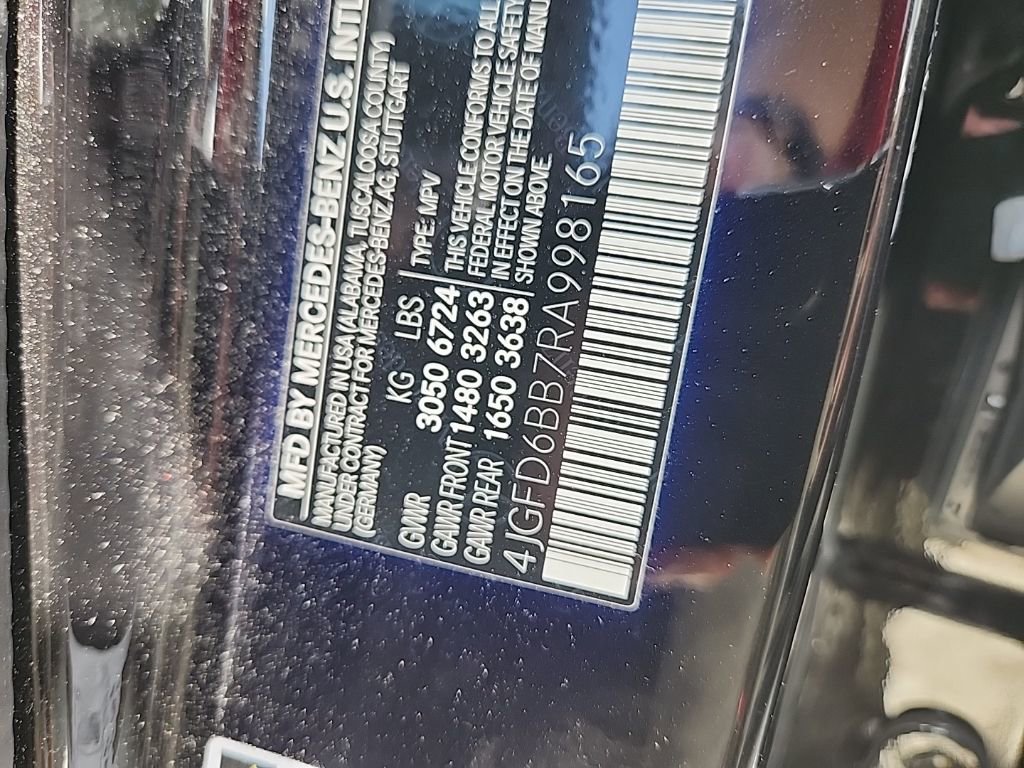 MFD BY MERCEDES-BENZ U.S. INTL
MANUFACTURED IN USA (ALABAMA, TUSCALOOSA COUNTY)
UNDER CONTRACT FOR MERCEDES-BENZ AG, STUTTGART
(GERMANY)
KG LBS TYPE: MPV
GVWR 3050 6724 THIS VEHICLE CONFORMS TO
GAWR FRONT 1480 3263 FEDERAL MOTOR VEHICLE SAFETY
GAWR REAR 1650 3638 IN EFFECT ON THE DATE OF
SHOWN ABOVE
4JGFD6BB7RA998165